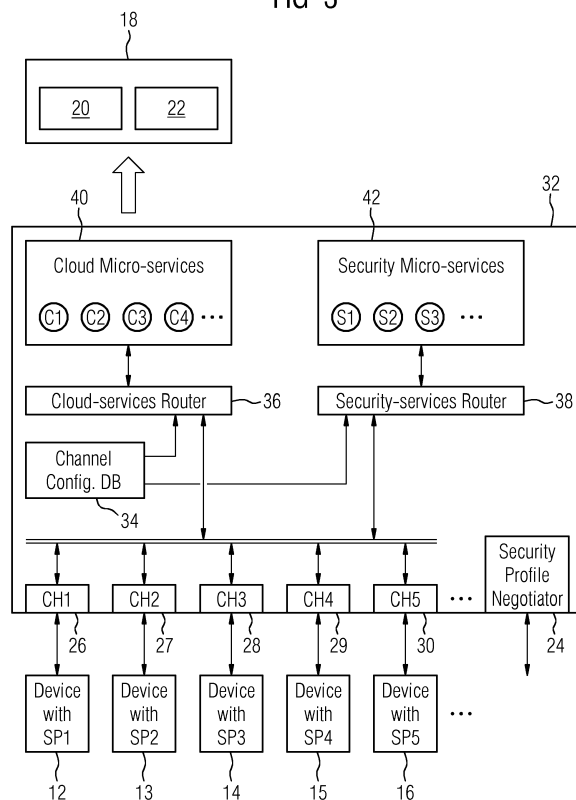 18
20 22
40 42 32
Cloud Micro-services
C1 C2 C3 C4 ...
Security Micro-services
S1 S2 S3 ...
Cloud-services Router 36
Security-services Router 38
Channel
Config. DB
34
CH1 CH2 CH3 CH4 CH5 ...
Security
Profile
Negotiator
26 27 28 29 30 24
Device
with
SP1
Device
with
SP2
Device
with
SP3
Device
with
SP4
Device
with
SP5
...
12 13 14 15 16